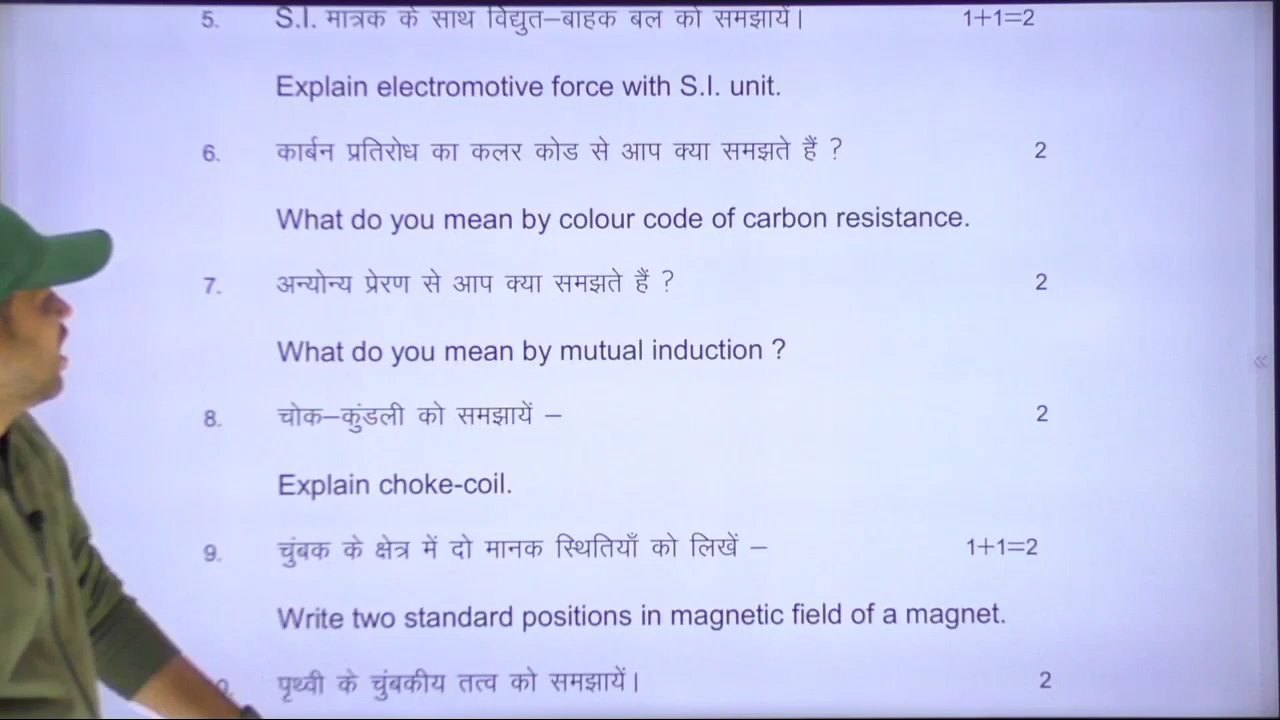 5. S.I. मात्रक के साथ विद्युत–बाहक बल को समझायें। 1+1=2
Explain electromotive force with S.I. unit.
6. कार्बन प्रतिरोध का कलर कोड से आप क्या समझते हैं ? 2
What do you mean by colour code of carbon resistance.
7. अन्योन्य प्रेरण से आप क्या समझते हैं ? 2
What do you mean by mutual induction ?
8. चोक–कुंडली को समझायें – 2
Explain choke-coil.
9. चुंबक के क्षेत्र में दो मानक स्थितियाँ को लिखें – 1+1=2
Write two standard positions in magnetic field of a magnet.
पृथ्वी के चुंबकीय तत्व को समझायें। 2